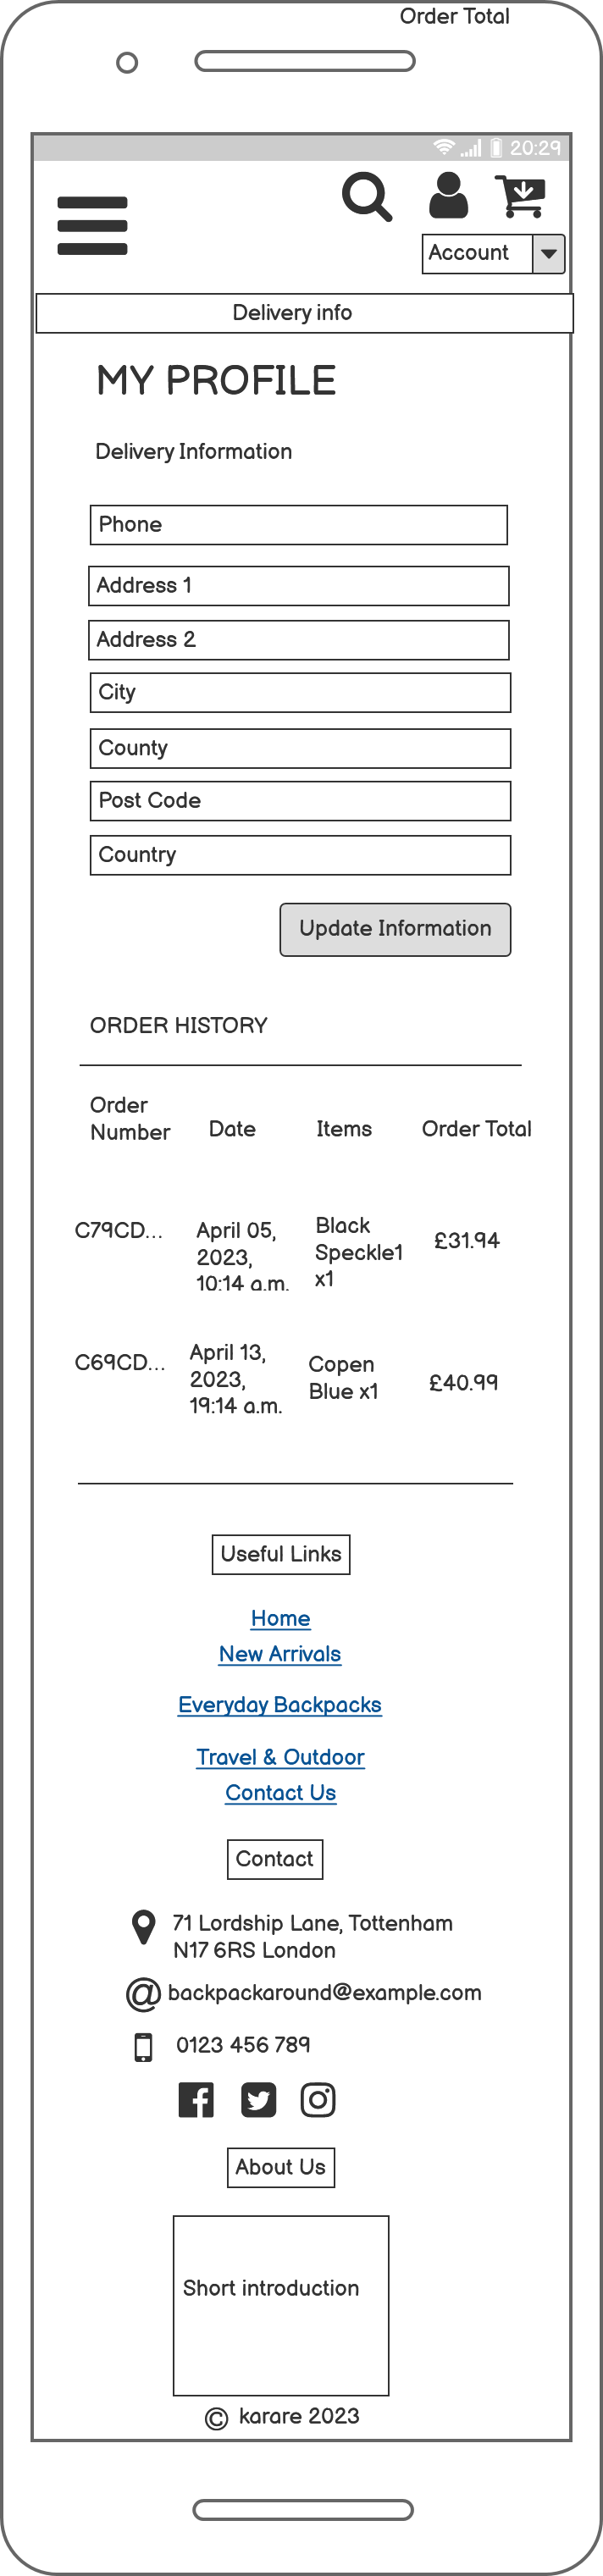 Order Total
20:29
Account
Delivery info
MY PROFILE
Delivery Information
Phone
Address 1
Address 2
City
County
Post Code
Country
Update Information
ORDER HISTORY
Order
Number
Date
Items
Order Total
C79CD...
April 05,
2023,
10:14 a.m.
Black
Speckle1
x1
£31.94
C69CD...
April 13,
2023,
19:14 a.m.
Copen
Blue x1
£40.99
Useful Links
Home
New Arrivals
Everyday Backpacks
Travel & Outdoor
Contact Us
Contact
71 Lordship Lane, Tottenham
N17 6RS London
@ backpackaround@example.com
0123 456 789
About Us
Short introduction
© karare 2023